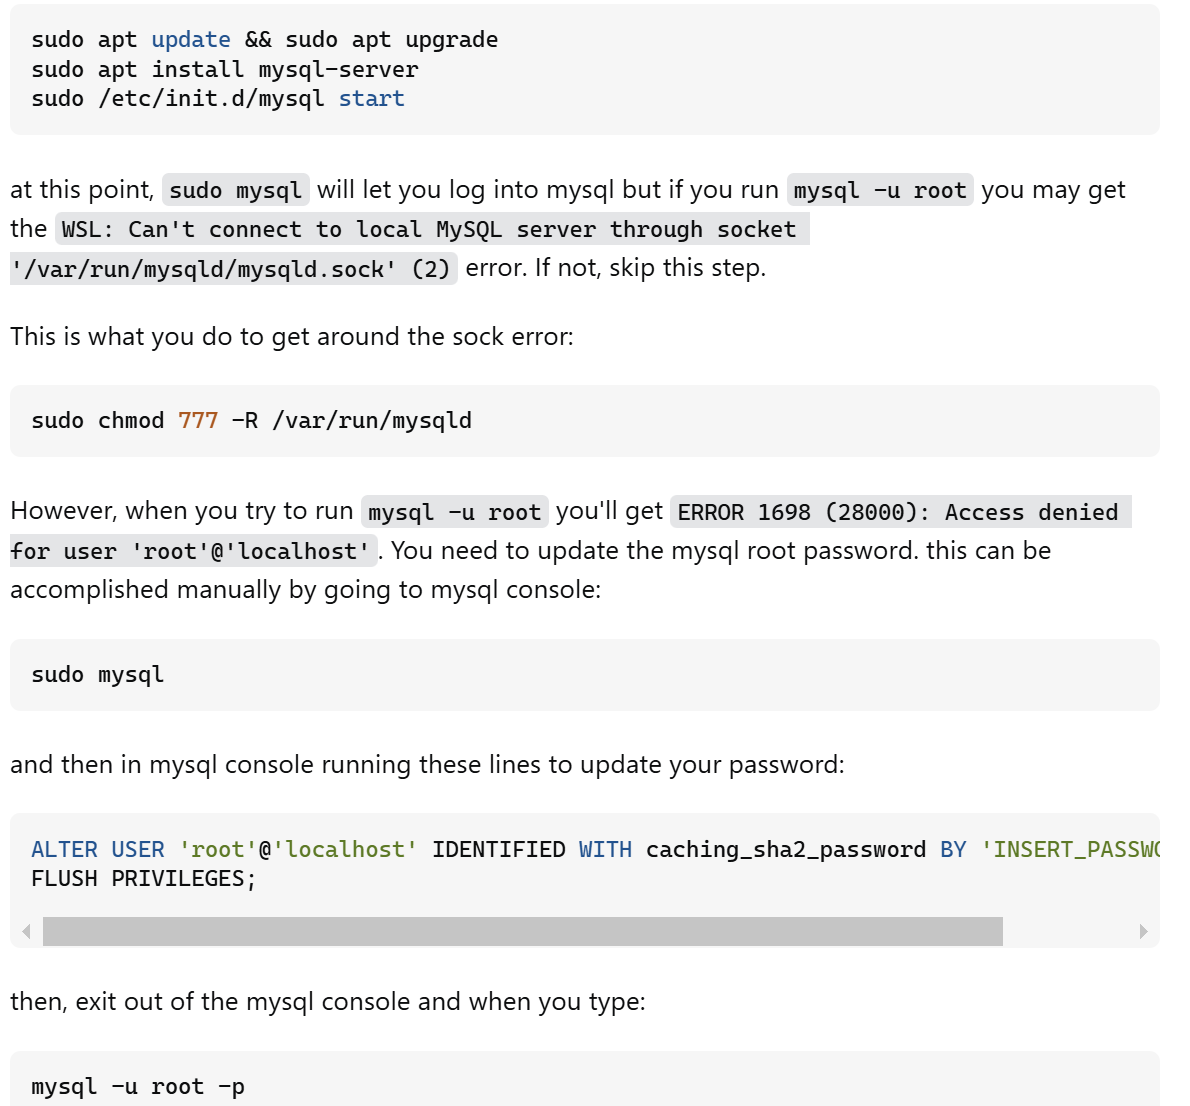 sudo apt update && sudo apt upgrade
sudo apt install mysql-server
sudo /etc/init.d/mysql start
at this point, sudo mysql will let you log into mysql but if you run mysql -u root you may get
the WSL: Can't connect to local MySQL server through socket
'/var/run/mysqld/mysqld.sock' (2) error. If not, skip this step.
This is what you do to get around the sock error:
sudo chmod 777 -R /var/run/mysqld
However, when you try to run mysql -u root you'll get ERROR 1698 (28000): Access denied
for user 'root'@'localhost'. You need to update the mysql root password. this can be
accomplished manually by going to mysql console:
sudo mysql
and then in mysql console running these lines to update your password:
ALTER USER 'root'@'localhost' IDENTIFIED WITH caching_sha2_password BY 'INSERT_PASSWO
FLUSH PRIVILEGES;
then, exit out of the mysql console and when you type:
mysql -u root -p